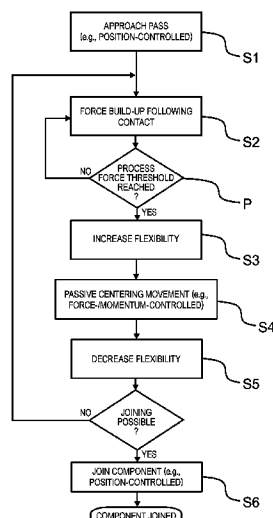 APPROACH PASS
(e.g., POSITION-CONTROLLED)
S1
FORCE BUILD-UP FOLLOWING
CONTACT
S2
NO
PROCESS
FORCE THRESHOLD
REACHED
?
P
YES
INCREASE FLEXIBILITY
S3
PASSIVE CENTERING MOVEMENT (e.g.,
FORCE-/MOMENTUM-CONTROLLED)
S4
DECREASE FLEXIBILITY
S5
NO
JOINING
POSSIBLE
?
YES
JOIN COMPONENT (e.g.,
POSITION-CONTROLLED)
S6
COMPONENT JOINED